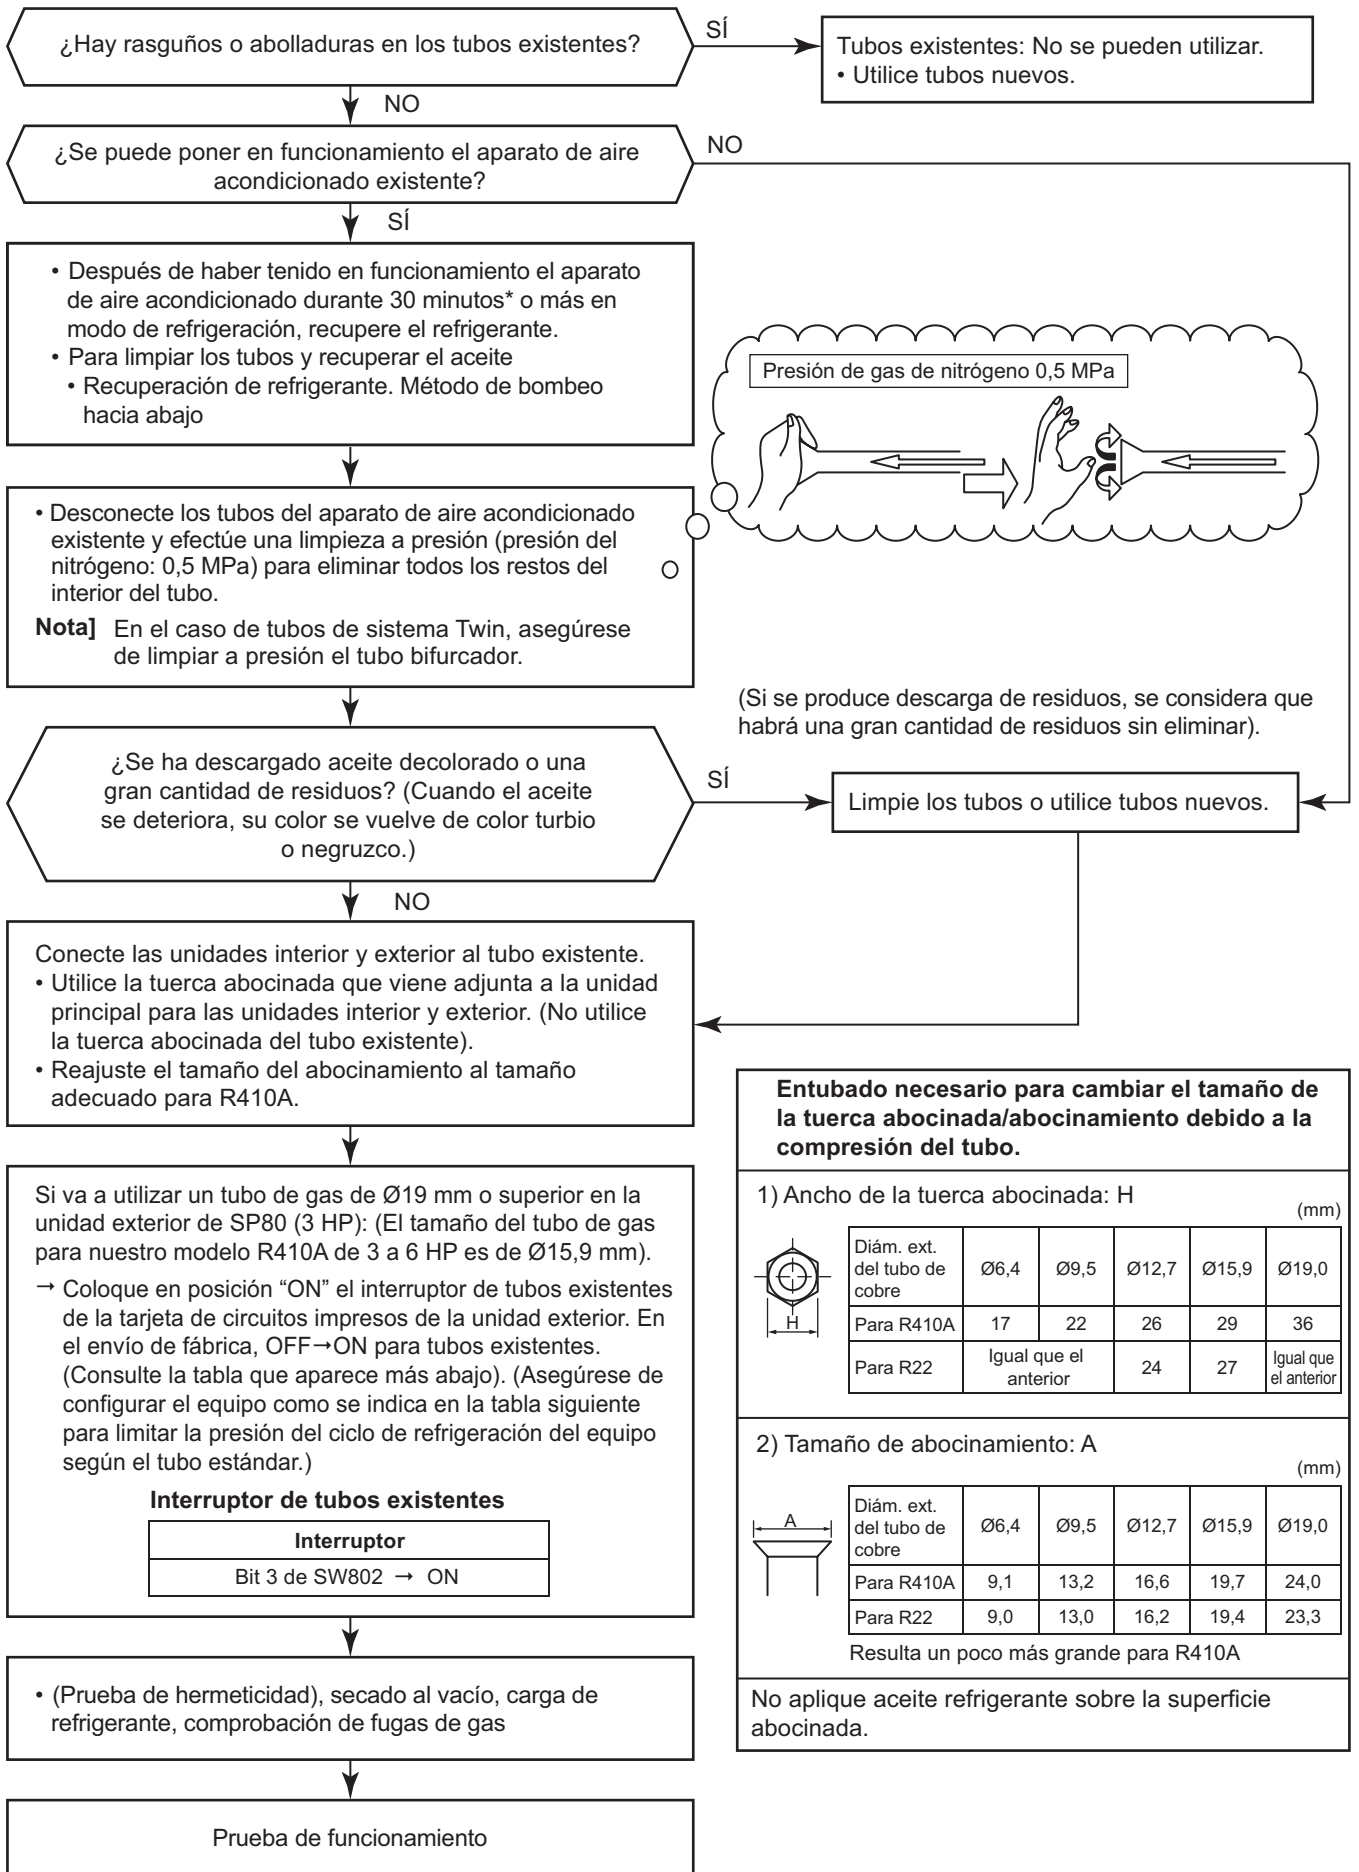 ¿Hay rasguños o abolladuras en los tubos existentes?
SÍ
Tubos existentes: No se pueden utilizar.
• Utilice tubos nuevos.
NO
¿Se puede poner en funcionamiento el aparato de aire
acondicionado existente?
NO
SÍ
• Después de haber tenido en funcionamiento el aparato
de aire acondicionado durante 30 minutos* o más en
modo de refrigeración, recupere el refrigerante.
• Para limpiar los tubos y recuperar el aceite
• Recuperación de refrigerante. Método de bombeo
hacia abajo
Presión de gas de nitrógeno 0,5 MPa
• Desconecte los tubos del aparato de aire acondicionado
existente y efectúe una limpieza a presión (presión del
nitrógeno: 0,5 MPa) para eliminar todos los restos del
interior del tubo.
Nota] En el caso de tubos de sistema Twin, asegúrese
de limpiar a presión el tubo bifurcador.
(Si se produce descarga de residuos, se considera que
habrá una gran cantidad de residuos sin eliminar).
¿Se ha descargado aceite decolorado o una
gran cantidad de residuos? (Cuando el aceite
se deteriora, su color se vuelve de color turbio
o negruzco.)
SÍ
Limpie los tubos o utilice tubos nuevos.
NO
Conecte las unidades interior y exterior al tubo existente.
• Utilice la tuerca abocinada que viene adjunta a la unidad
principal para las unidades interior y exterior. (No utilice
la tuerca abocinada del tubo existente).
• Reajuste el tamaño del abocinamiento al tamaño
adecuado para R410A.
Si va a utilizar un tubo de gas de Ø19 mm o superior en la
unidad exterior de SP80 (3 HP): (El tamaño del tubo de gas
para nuestro modelo R410A de 3 a 6 HP es de Ø15,9 mm).
→ Coloque en posición “ON” el interruptor de tubos existentes
de la tarjeta de circuitos impresos de la unidad exterior. En
el envío de fábrica, OFF→ON para tubos existentes.
(Consulte la tabla que aparece más abajo). (Asegúrese de
configurar el equipo como se indica en la tabla siguiente
para limitar la presión del ciclo de refrigeración del equipo
según el tubo estándar.)
Interruptor de tubos existentes
Interruptor
Bit 3 de SW802 → ON
• (Prueba de hermeticidad), secado al vacío, carga de
refrigerante, comprobación de fugas de gas
Prueba de funcionamiento
Entubado necesario para cambiar el tamaño de
la tuerca abocinada/abocinamiento debido a la
compresión del tubo.
1) Ancho de la tuerca abocinada: H
(mm)
H
Diám. ext.
del tubo de
cobre
Ø6,4 Ø9,5 Ø12,7 Ø15,9 Ø19,0
Para R410A 17 22 26 29 36
Para R22 Igual que el
anterior
24 27 Igual que
el anterior
2) Tamaño de abocinamiento: A
(mm)
A
Diám. ext.
del tubo de
cobre
Ø6,4 Ø9,5 Ø12,7 Ø15,9 Ø19,0
Para R410A 9,1 13,2 16,6 19,7 24,0
Para R22 9,0 13,0 16,2 19,4 23,3
Resulta un poco más grande para R410A
No aplique aceite refrigerante sobre la superficie
abocinada.